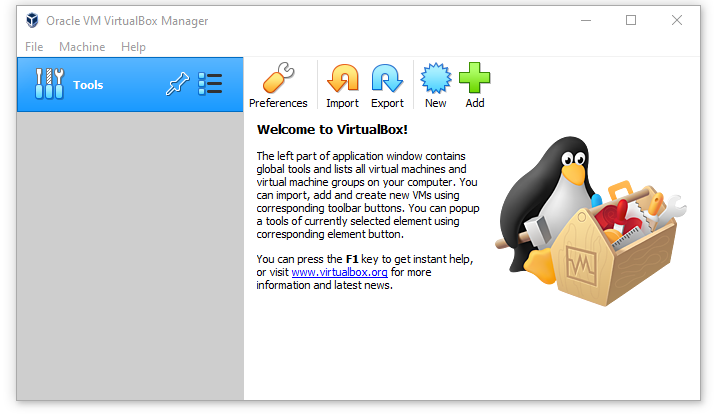 Oracle VM VirtualBox Manager
File Machine Help
Tools
Preferences Import Export New Add
Welcome to VirtualBox!
The left part of application window contains
global tools and lists all virtual machines and
virtual machine groups on your computer. You
can import, add and create new VMs using
corresponding toolbar buttons. You can popup
a tools of currently selected element using
corresponding element button.
You can press the F1 key to get instant help,
or visit www.virtualbox.org for more
information and latest news.